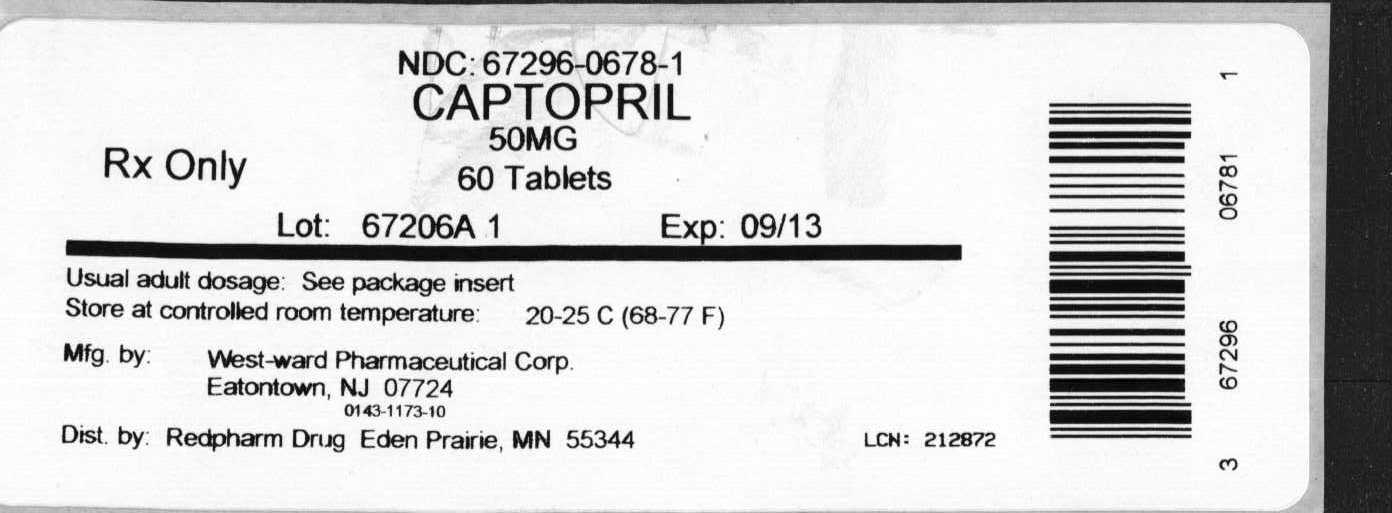 NDC: 67296-0678-1
CAPTOPRIL
50MG
Rx Only
60 Tablets
Lot: 67206A 1 Exp: 09/13
Usual adult dosage: See package insert
Store at controlled room temperature: 20-25 C (68-77 F)
Mfg. by: West-ward Pharmaceutical Corp.
Eatontown, NJ 07724
0143-1173-10
Dist. by: Redpharm Drug Eden Prairie, MN 55344 LCN: 212872
3 67296 06781 1